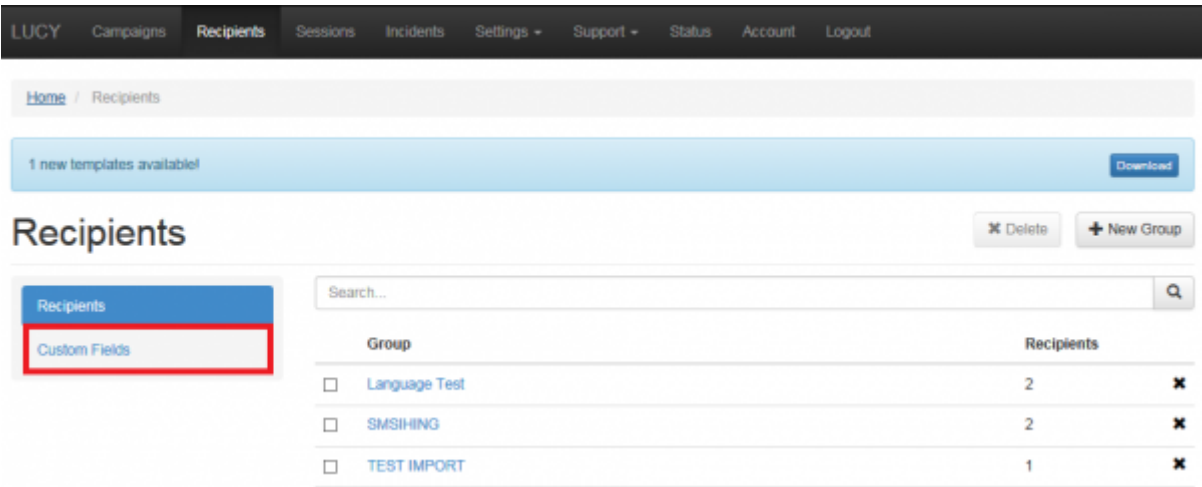 LUCY Campaigns Recipients Sessions Incidents Settings Support Status Account Logout
Home / Recipients
1 new templates available! Download
Recipients Delete New Group
Recipients Search...
Custom Fields Group Recipients
Language Test 2
SMSIHING 2
TEST IMPORT 1